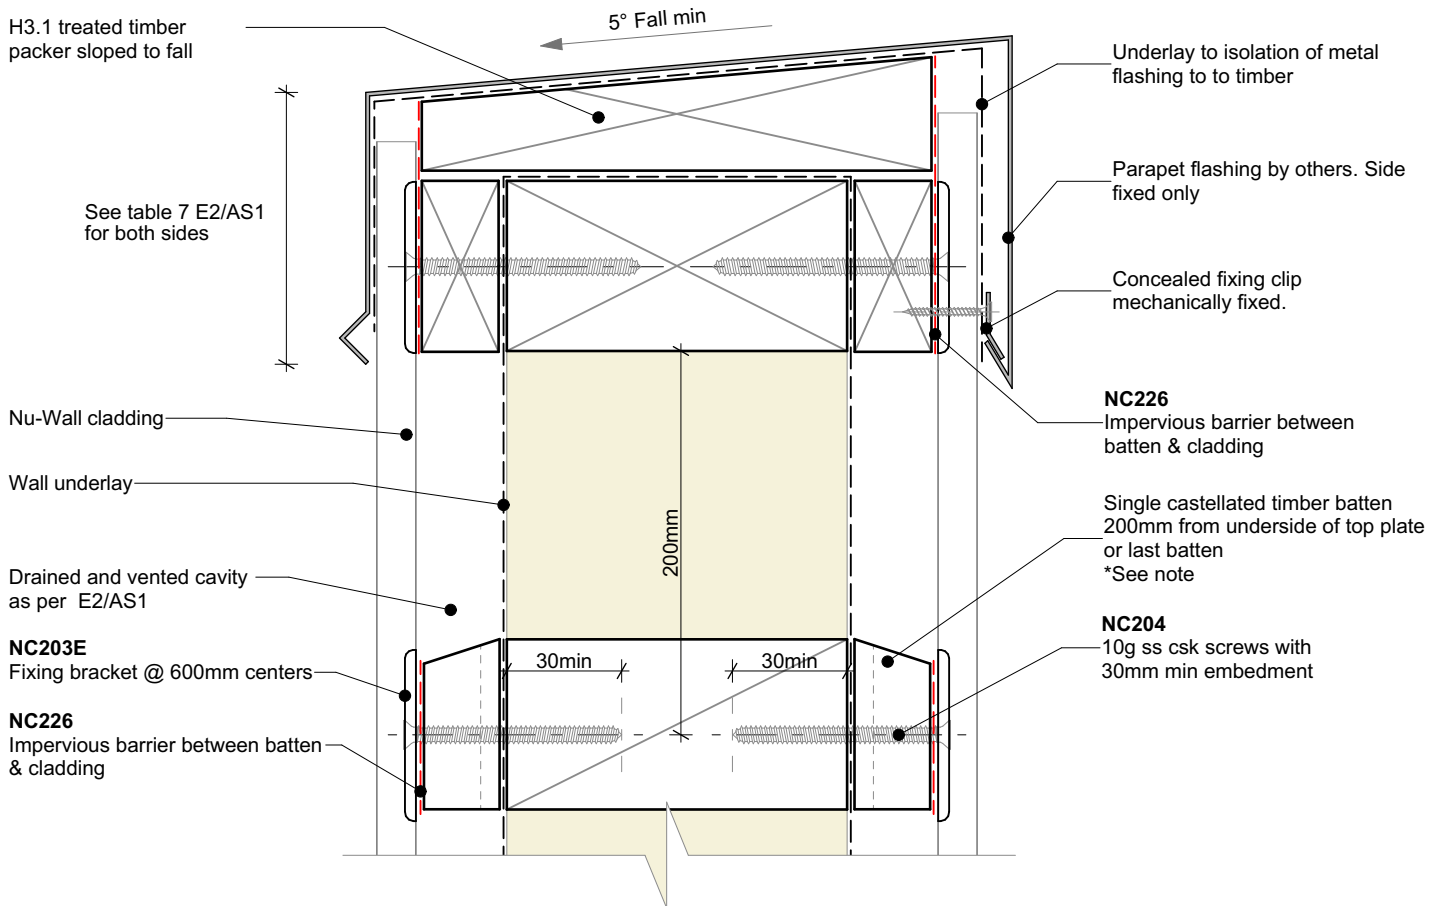 H3.1 treated timber
packer sloped to fall
5° Fall min
Underlay to isolation of metal
flashing to to timber
See table 7 E2/AS1
for both sides
Parapet flashing by others. Side
fixed only
Concealed fixing clip
mechanically fixed.
Nu-Wall cladding
NC226
Impervious barrier between
batten & cladding
Wall underlay
Single castellated timber batten
200mm from underside of top plate
or last batten
*See note
200mm
Drained and vented cavity
as per E2/AS1
NC203E
Fixing bracket @ 600mm centers
30min
30min
NC204
10g ss csk screws with
30mm min embedment
NC226
Impervious barrier between batten
& cladding